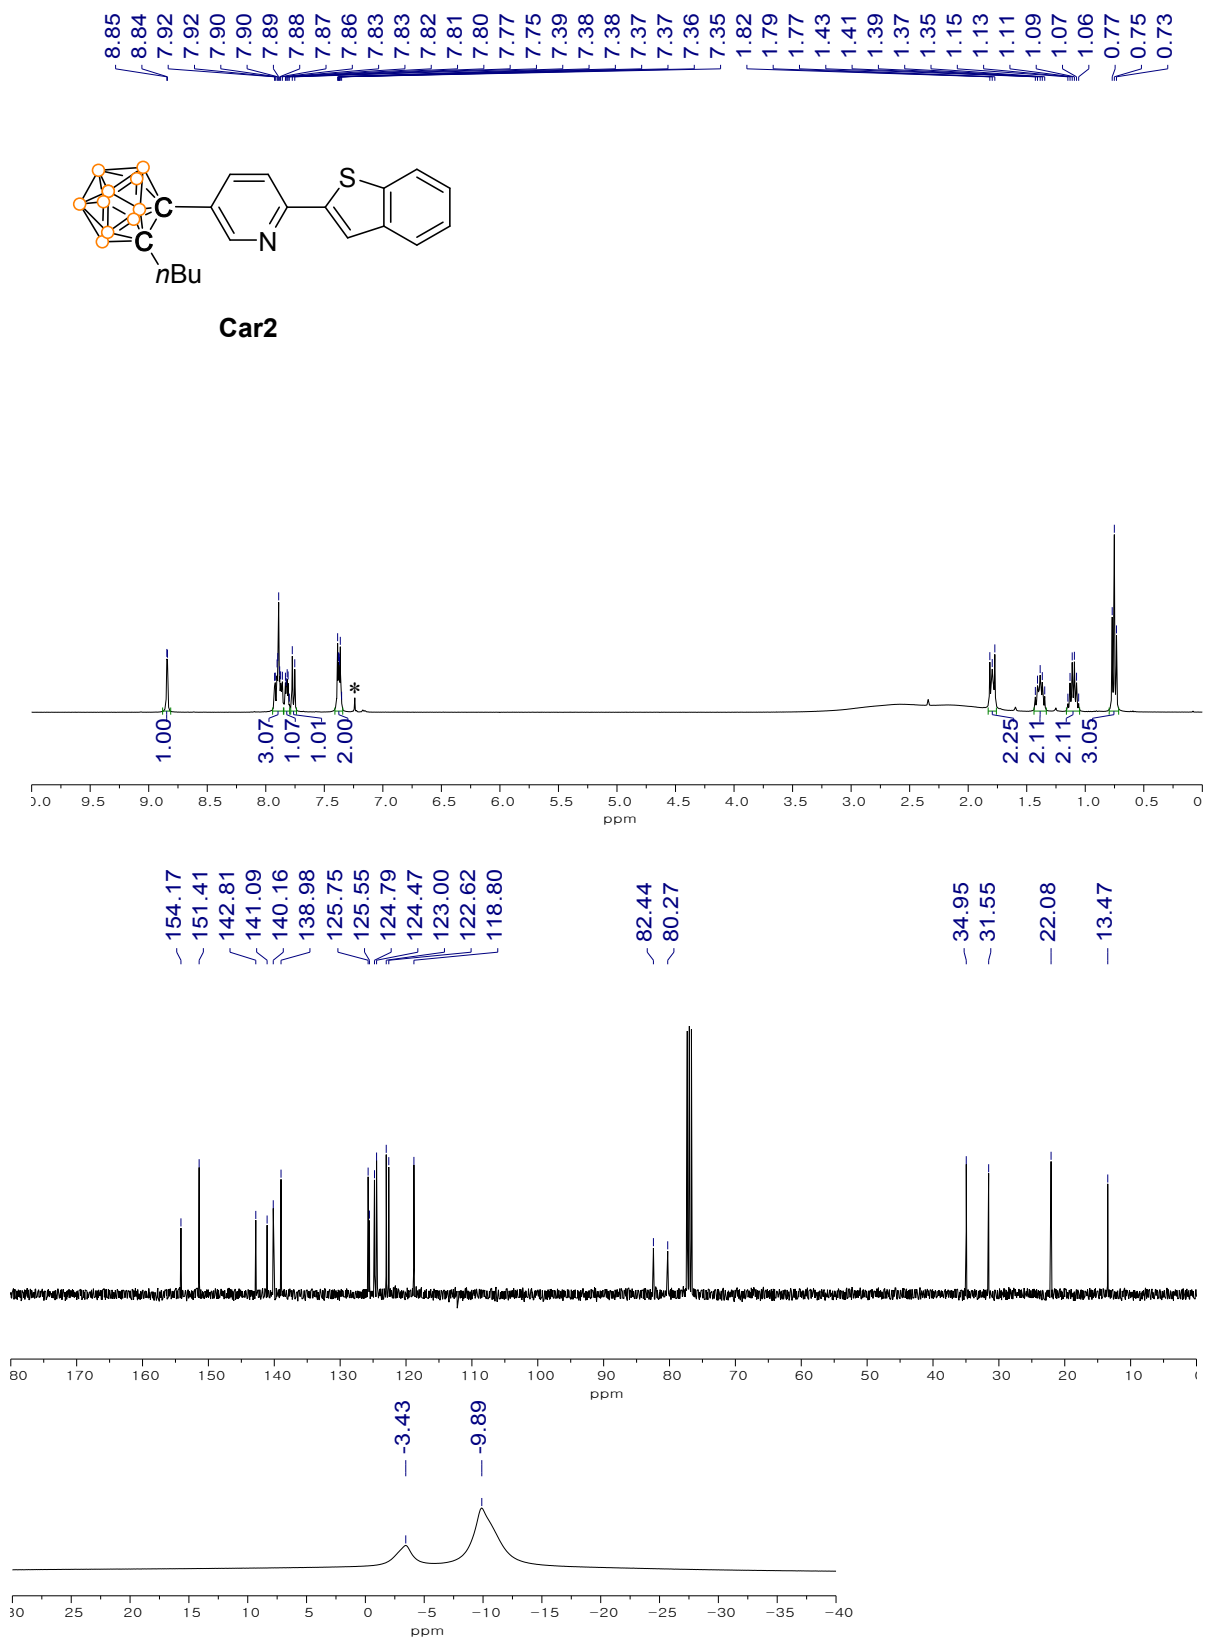 8.85 8.84 7.92 7.92 7.90 7.90 7.89 7.88 7.87 7.86 7.83 7.83 7.82 7.81 7.80 7.77 7.75 7.39 7.38 7.38 7.37 7.37 7.36 7.35 1.82 1.79 1.77 1.43 1.41 1.39 1.37 1.35 1.15 1.13 1.11 1.09 1.07 1.06 0.77 0.75 0.73
S
C
N
C
nBu
Car2
*
1.00 3.07 1.07 1.01 2.00 2.25 2.11 2.11 3.05
0.0 9.5 9.0 8.5 8.0 7.5 7.0 6.5 6.0 5.5 5.0 4.5 4.0 3.5 3.0 2.5 2.0 1.5 1.0 0.5 0
ppm
154.17 151.41 142.81 141.09 140.16 138.98 125.75 125.55 124.79 124.47 123.00 122.62 118.80 82.44 80.27 34.95 31.55 22.08 13.47
80 170 160 150 140 130 120 110 100 90 80 70 60 50 40 30 20 10
ppm
-3.43 -9.89
30 25 20 15 10 5 0 -5 -10 -15 -20 -25 -30 -35 -40
ppm